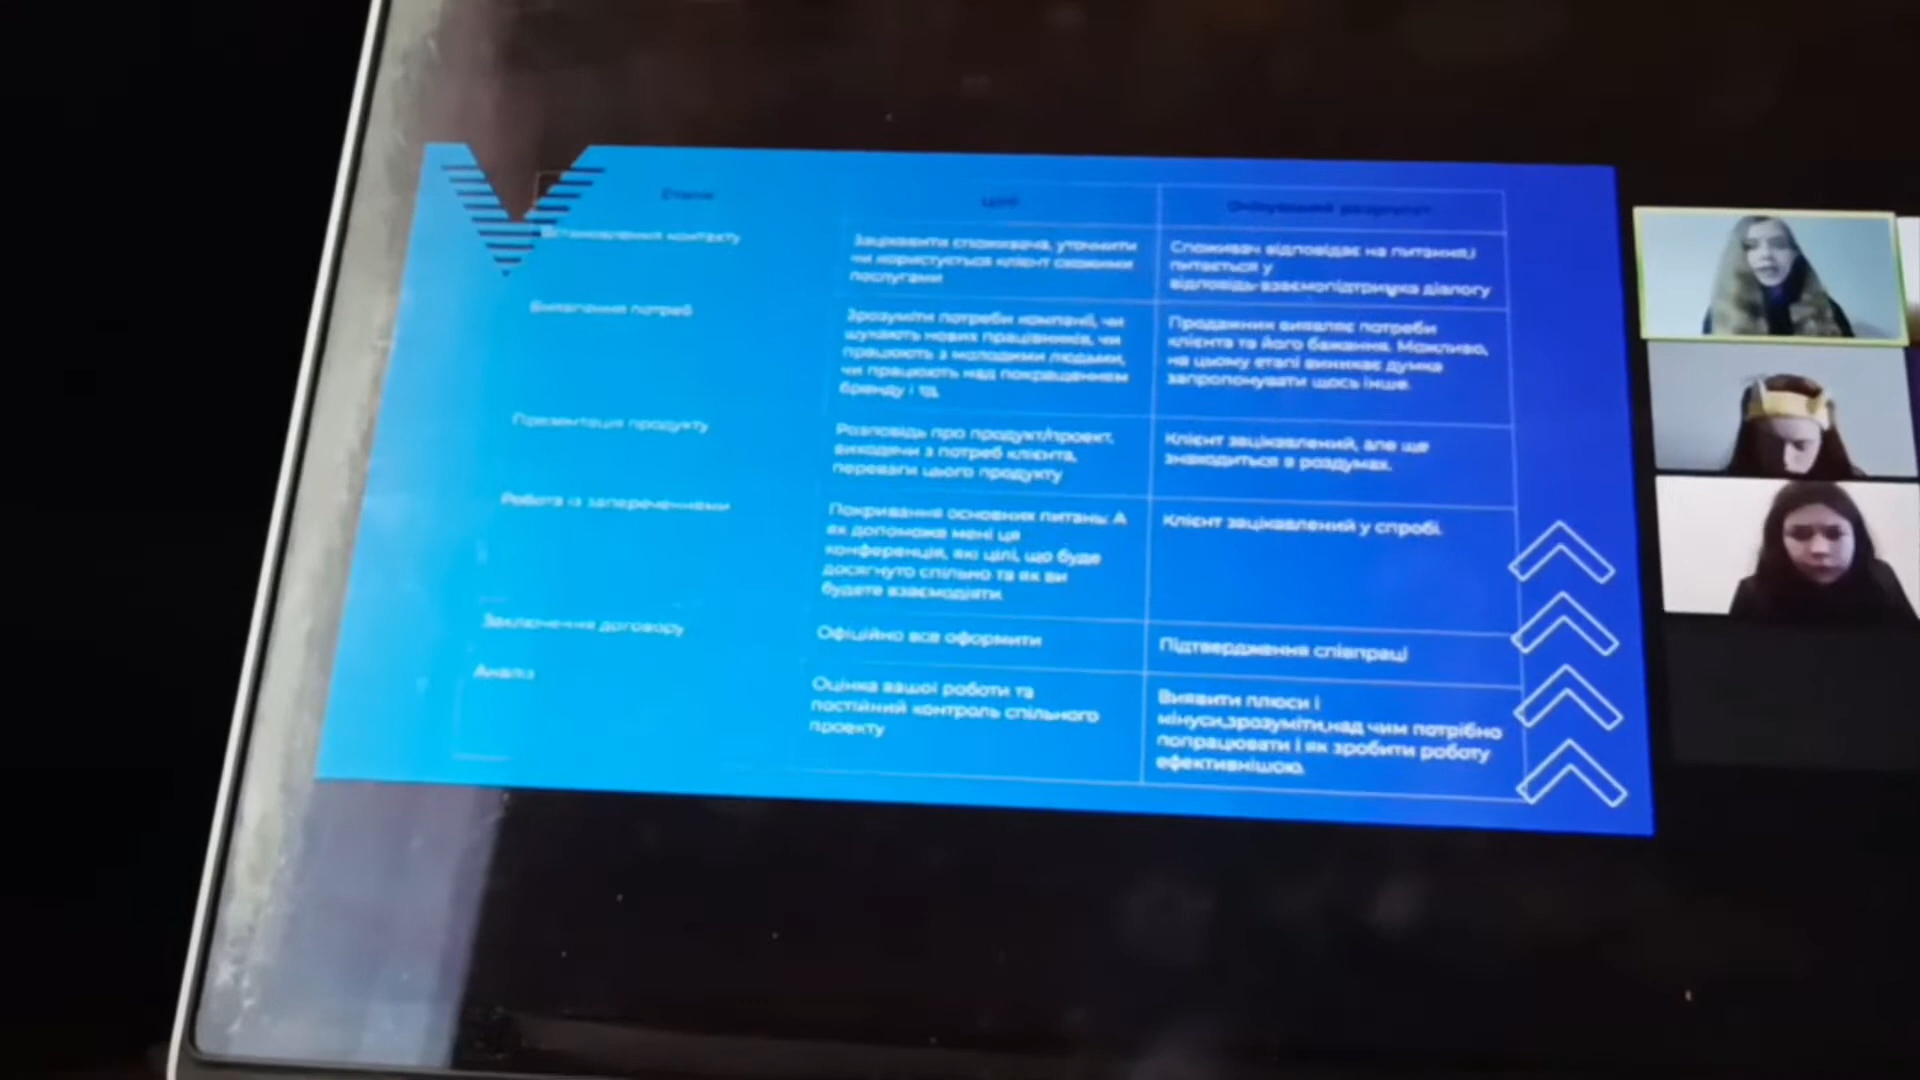 Етапи
Цілі
Очікуваний результат
Встановлення контакту
Зацікавити споживача, уточнити
чи користується клієнт схожими
послугами
Споживач відповідає на питання,і
питається у
відповідь-взаємопідтримка діалогу
Виявлення потреб
Зрозуміти потреби компанії, чи
шукають нових працівників, чи
працюють з молодими людьми,
чи працюють над покращенням
бренду і тд.
Продажник виявляє потреби
клієнта та його бажання. Можливо,
на цьому етапі виникає думка
запропонувати щось інше.
Презентація продукту
Розповідь про продукт/проект,
виходячи з потреб клієнта,
переваги цього продукту
Клієнт зацікавлений, але ще
знаходиться в роздумах.
Робота із запереченнями
Покривання основних питань: А
як допоможе мені ця
конференція, які цілі, що буде
досягнуто спільно та як ви
будете взаємодіяти
Клієнт зацікавлений у спробі.
Заключення договору
Офіційно все оформити
Підтвердження співпраці
Аналіз
Оцінка вашої роботи та
постійний контроль спільного
проекту
Виявити плюси і
мінуси,зрозуміти,над чим потрібно
попрацювати і як зробити роботу
ефективнішою.